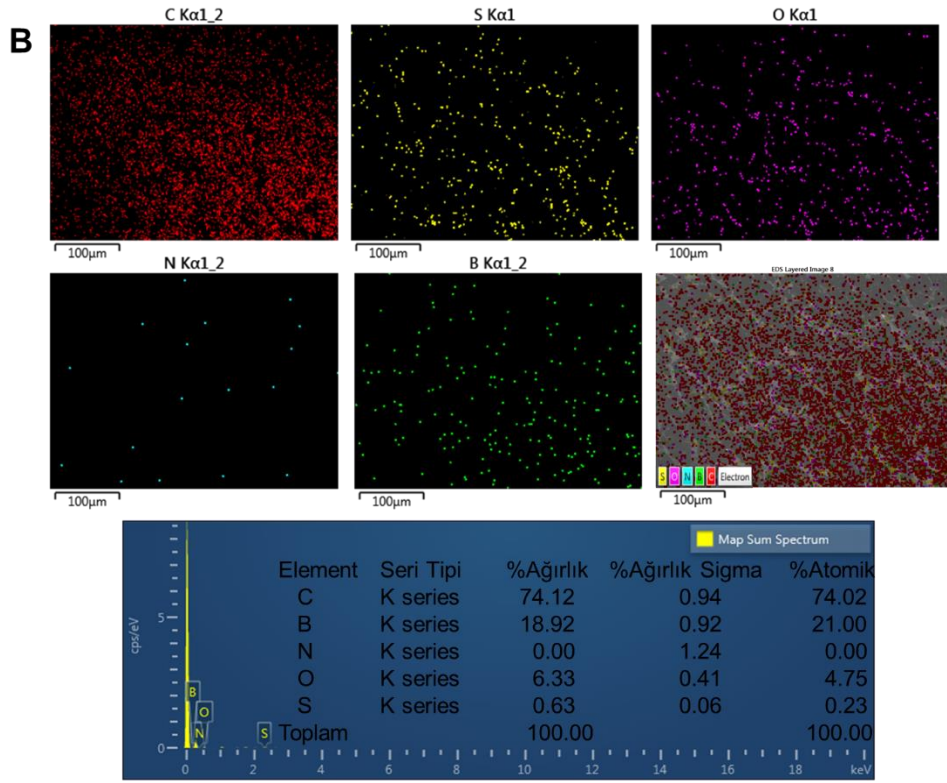 B
C Kα1_2
S Kα1
O Kα1
100µm
100µm
100µm
N Kα1_2
B Kα1_2
EDS Layered Image 8
S O N B C Electron
100µm
100µm
100µm
Map Sum Spectrum
Element Seri Tipi %Ağırlık %Ağırlık Sigma %Atomik
C K series 74.12 0.94 74.02
B K series 18.92 0.92 21.00
N K series 0.00 1.24 0.00
O K series 6.33 0.41 4.75
S K series 0.63 0.06 0.23
Toplam 100.00 100.00
cps/eV
5
0
B
O
N
S
0 2 4 6 8 10 12 14 16 18 keV